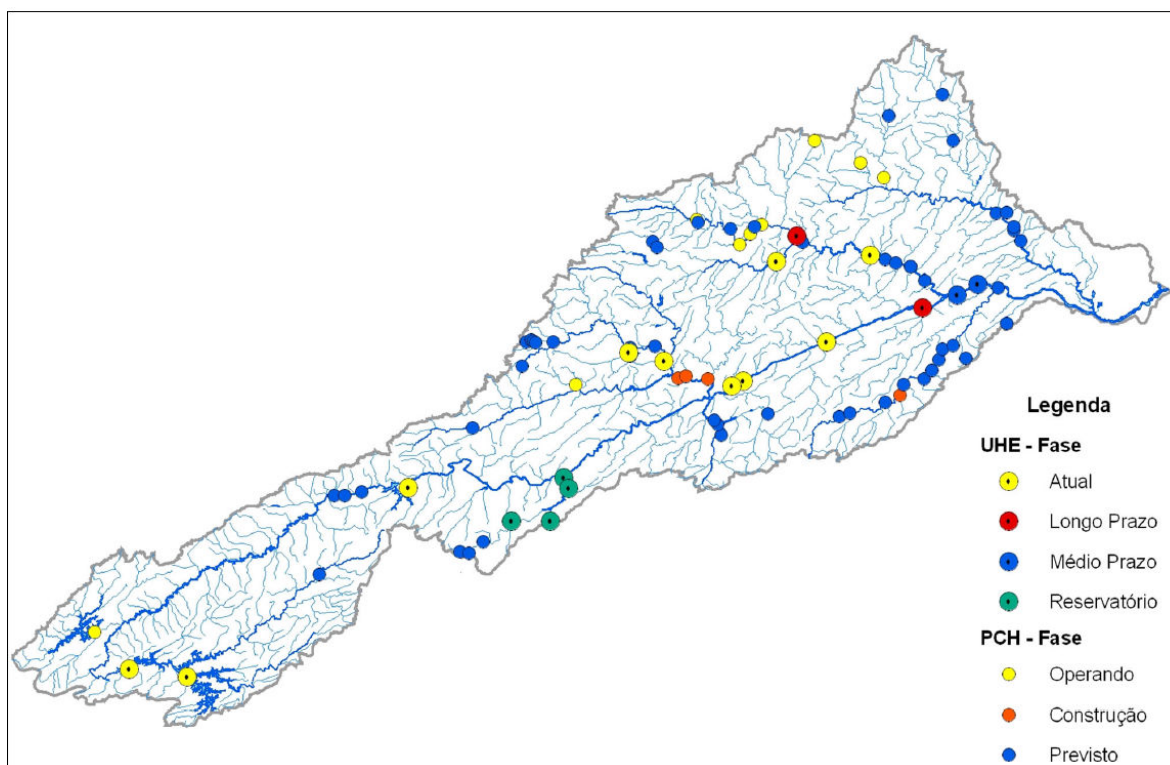 Legenda
UHE - Fase
Atual
Longo Prazo
Médio Prazo
Reservatório
PCH - Fase
Operando
Construção
Previsto